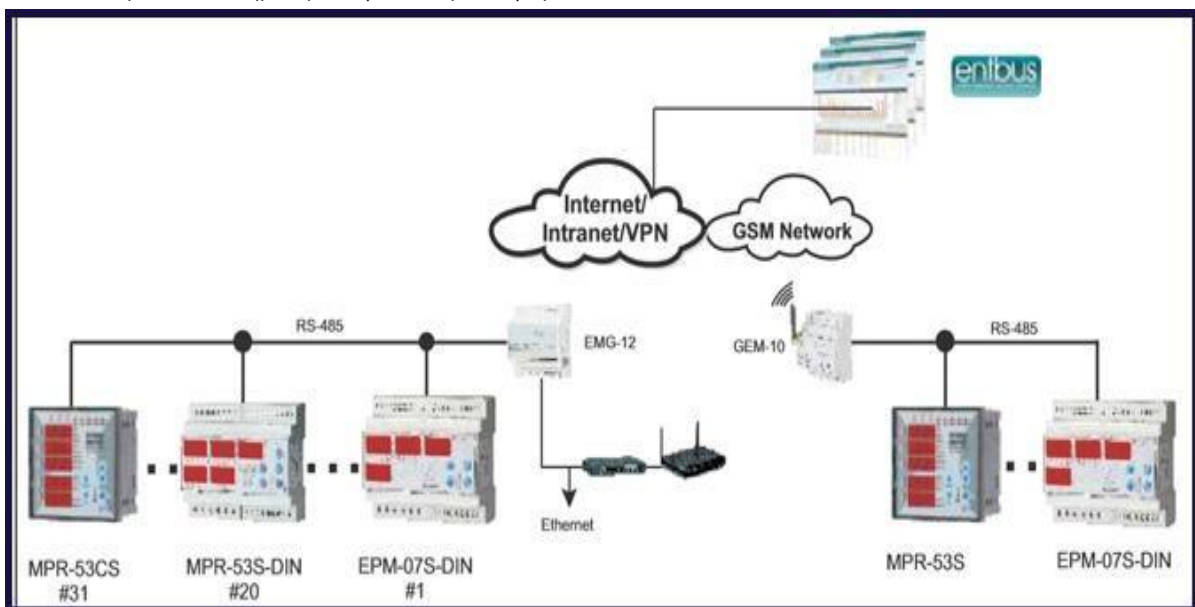 entbus
Internet/
Intranet/VPN
GSM Network
RS-485
EMG-12
GEM-10
RS-485
Ethernet
MPR-53CS
#31
MPR-53S-DIN
#20
EPM-07S-DIN
#1
MPR-53S
EPM-07S-DIN